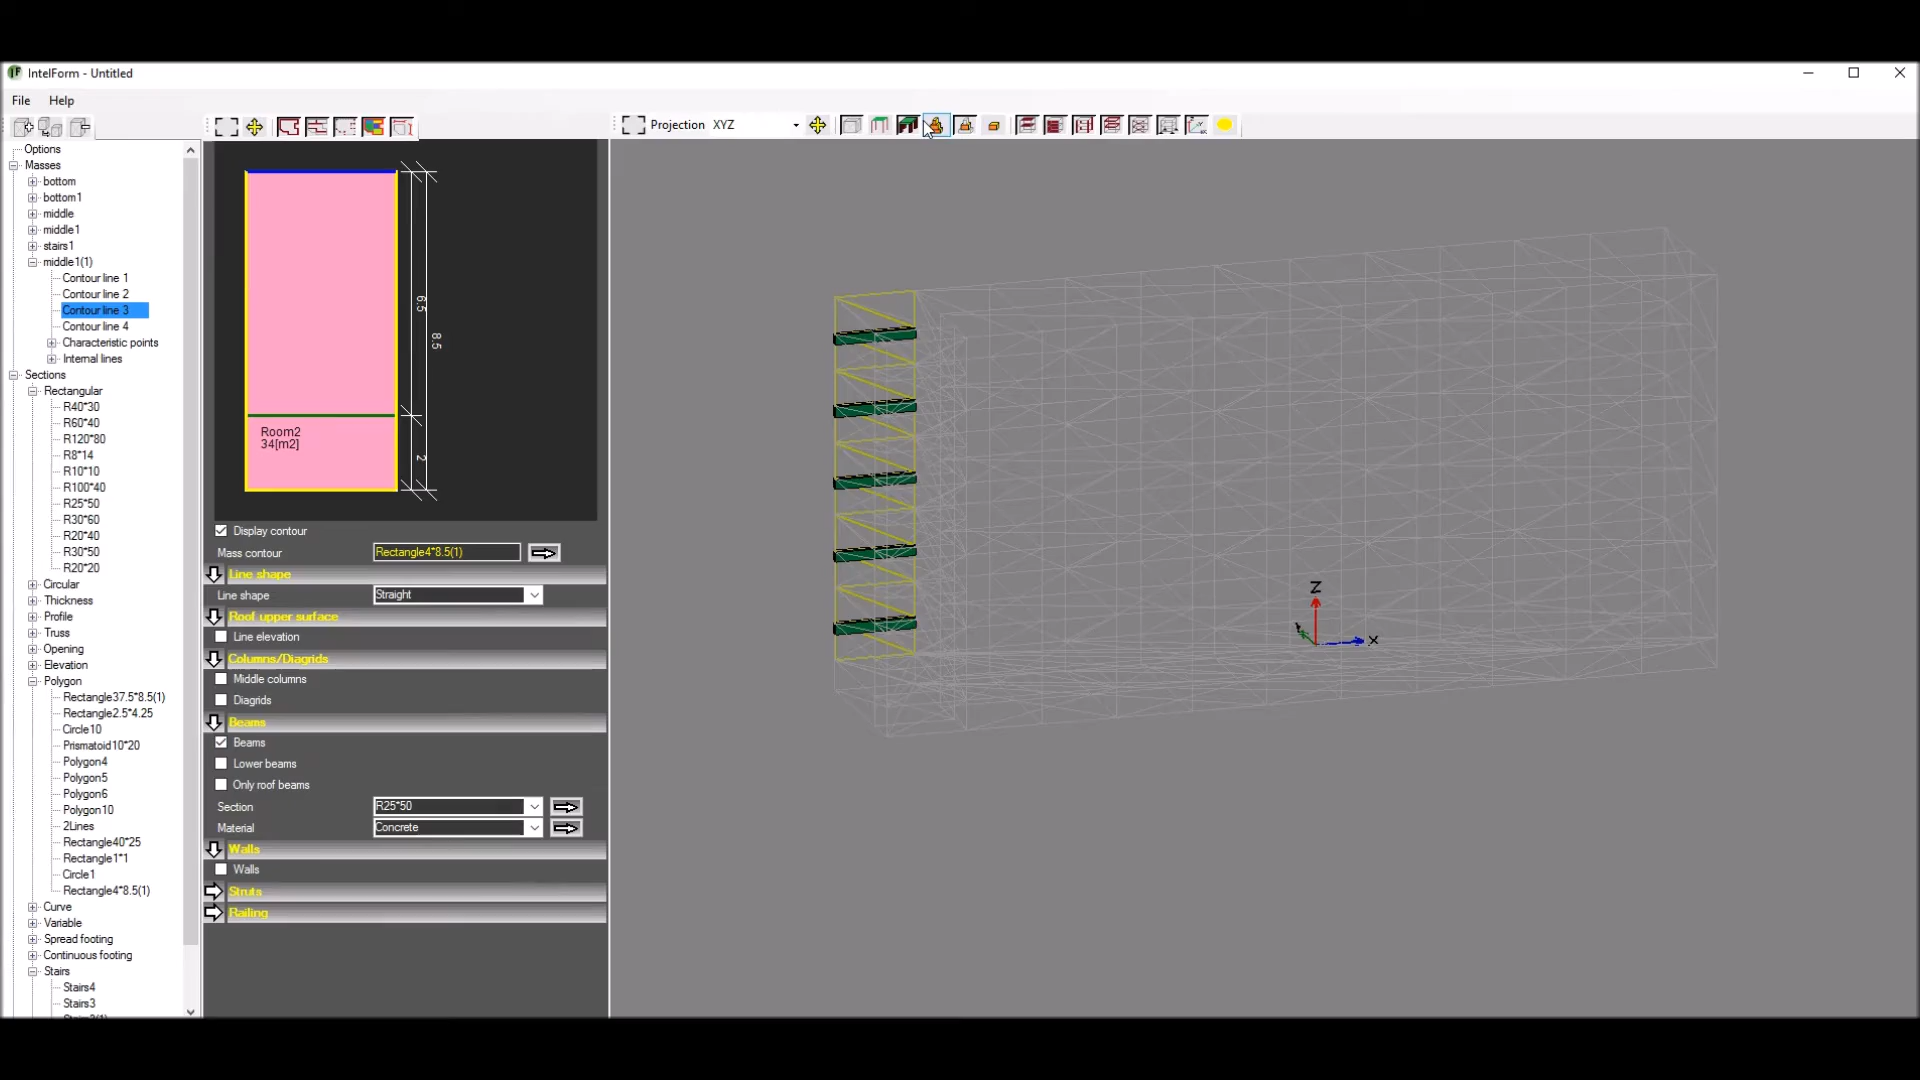 IntelForm - Untitled
File Help
Projection XYZ
Options
Masses
bottom
bottom1
middle
middle1
stairs1
middle1(1)
Contour line 1
Contour line 2
Contour line 3
Contour line 4
Characteristic points
Internal lines
Sections
Rectangular
R40*30
R60*40
R120*80
R8*14
R10*10
R100*40
R25*50
R30*60
R20*40
R30*50
R20*20
Circular
Thickness
Profile
Truss
Opening
Elevation
Polygon
Rectangle37.5*8.5(1)
Rectangle2.5*4.25
Circle10
Prismatoid10*20
Polygon4
Polygon5
Polygon6
Polygon10
2Lines
Rectangle40*25
Rectangle1*1
Circle1
Rectangle4*8.5(1)
Curve
Variable
Spread footing
Continuous footing
Stairs
Stairs4
Stairs3
6.5
8.5
2
Room2
34[m2]
Display contour
Mass contour Rectangle4*8.5(1)
Line shape
Line shape Straight
Roof upper surface
Line elevation
Columns/Diagrids
Middle columns
Diagrids
Beams
Beams
Lower beams
Only roof beams
Section R25*50
Material Concrete
Walls
Walls
Struts
Railing
Z
X